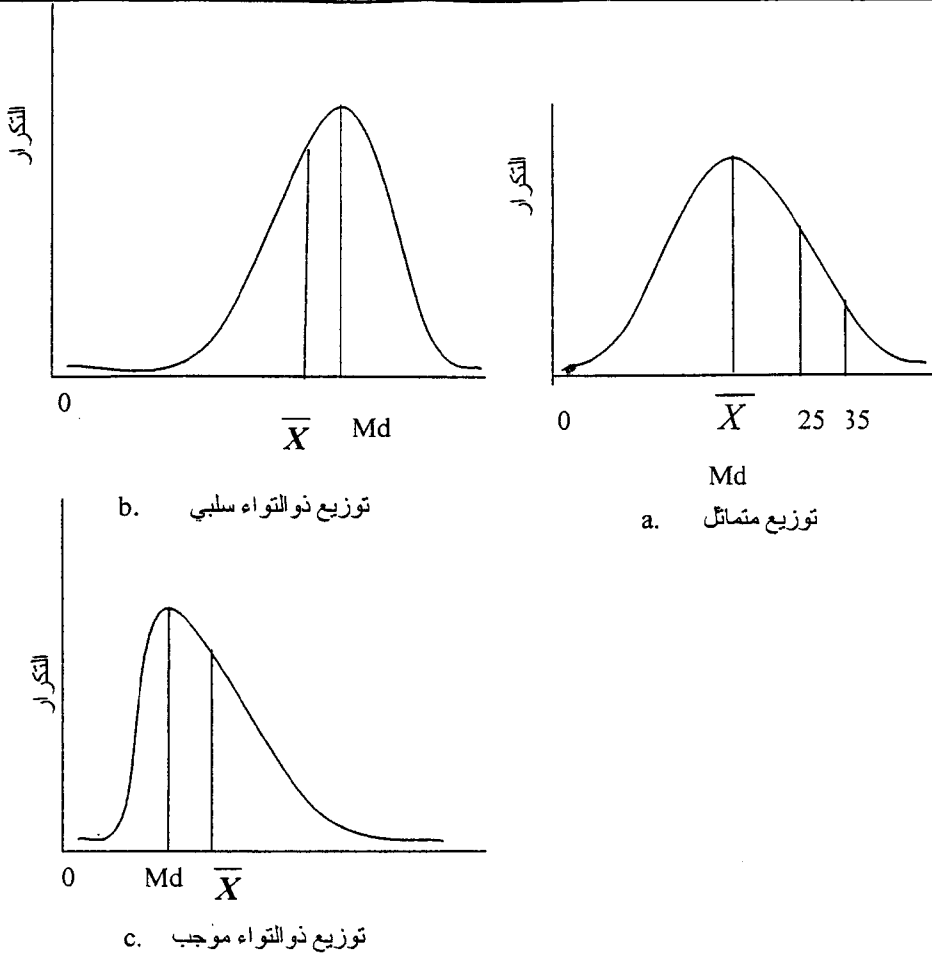 التكرار
0
X Md
b. توزيع ذو التواء سلبي
التكرار
0 X 25 35
Md
a. توزيع متماثل
التكرار
0 Md X
c. توزيع ذو التواء موجب